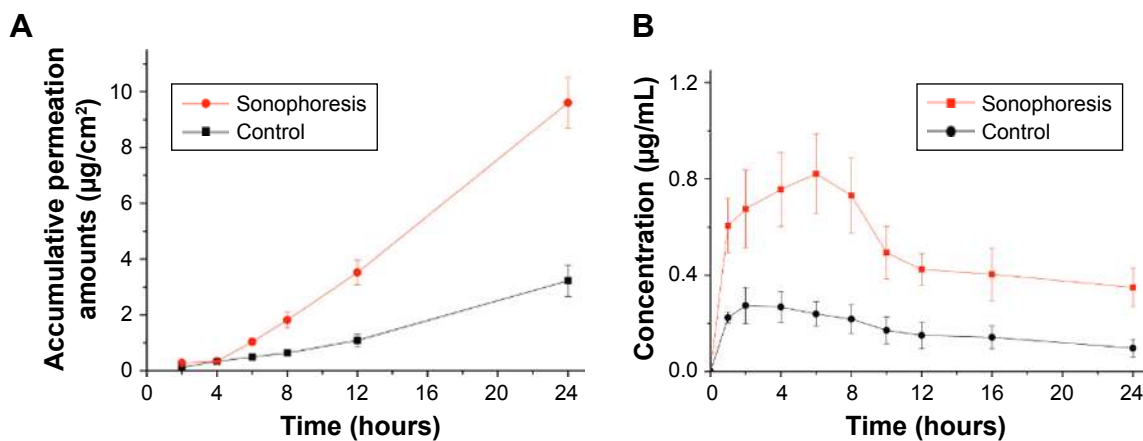 A
Accumulative permeation
amounts (µg/cm²)
10
8
6
4
2
0
Sonophoresis
Control
0 4 8 12 16 20 24
Time (hours)
B
Concentration (µg/mL)
1.2
0.8
0.4
0.0
Sonophoresis
Control
0 4 8 12 16 20 24
Time (hours)